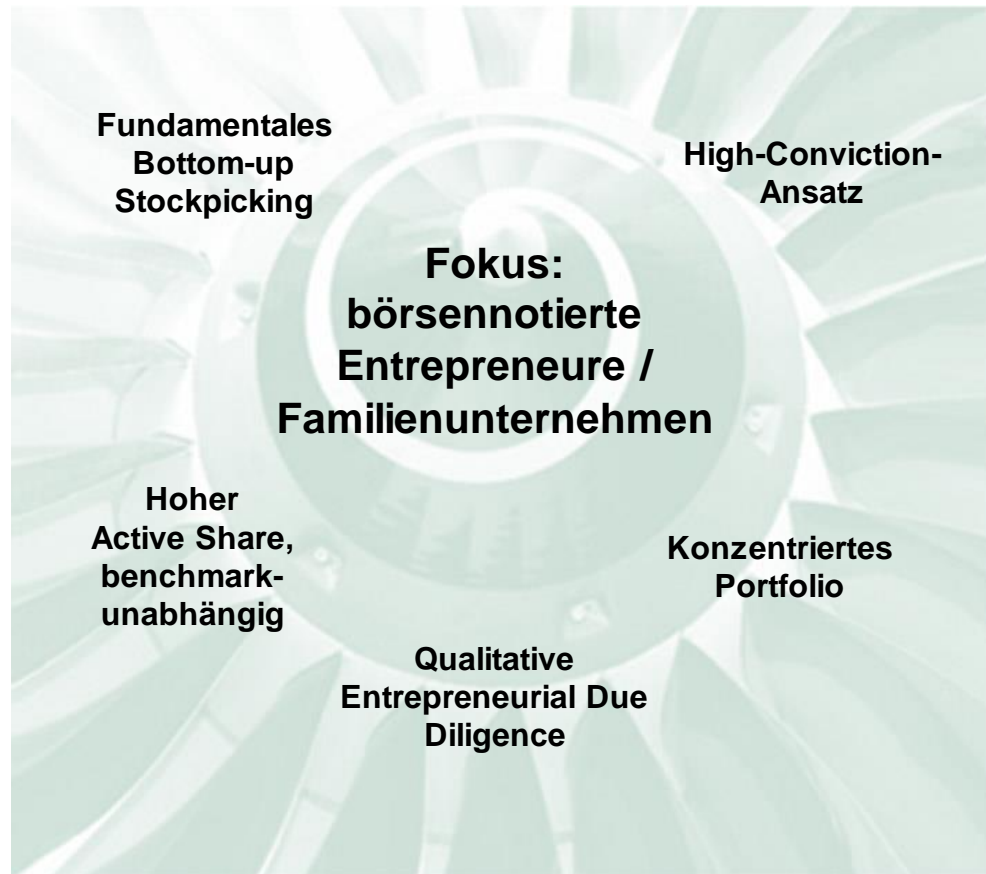 Fundamentales
Bottom-up
Stockpicking
High-Conviction-
Ansatz
Fokus:
börsennotierte
Entrepreneure /
Familienunternehmen
Hoher
Active Share,
benchmark-
unabhängig
Konzentriertes
Portfolio
Qualitative
Entrepreneurial Due
Diligence